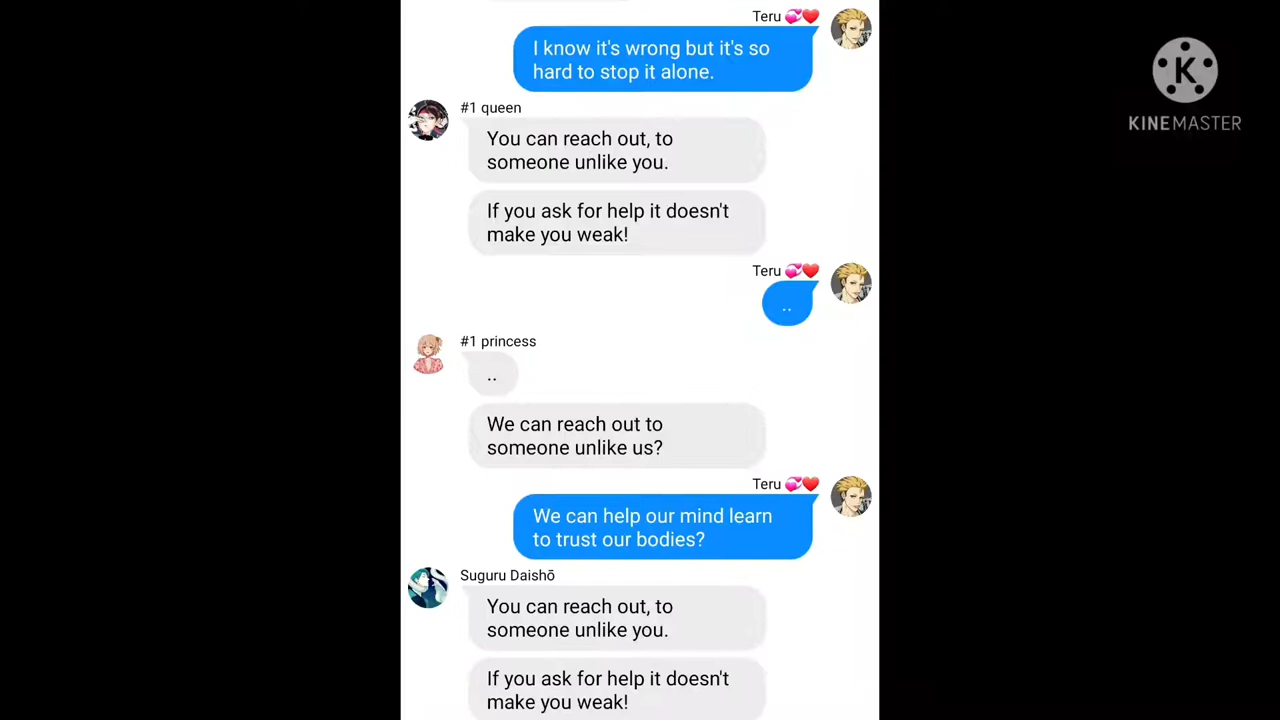 Teru 💞❤️
I know it's wrong but it's so
hard to stop it alone.
#1 queen
You can reach out, to
someone unlike you.
If you ask for help it doesn't
make you weak!
Teru 💞❤️
..
#1 princess
..
We can reach out to
someone unlike us?
Teru 💞❤️
We can help our mind learn
to trust our bodies?
Suguru Daishō
You can reach out, to
someone unlike you.
If you ask for help it doesn't
make you weak!
K
KINEMASTER